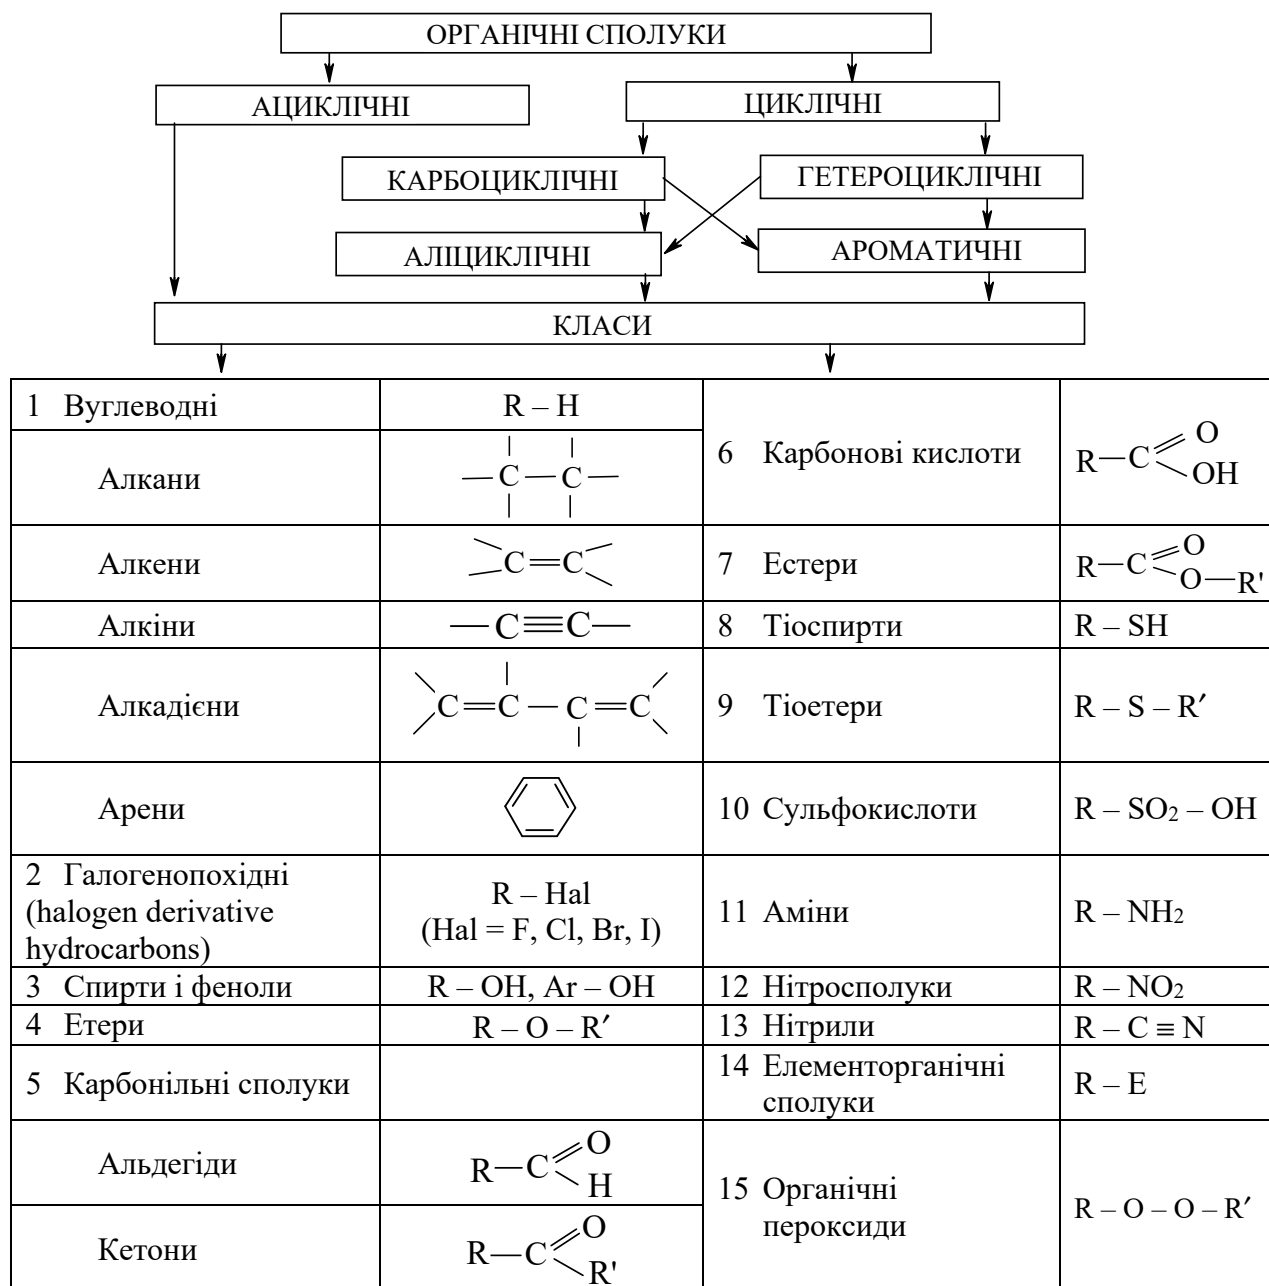 ОРГАНІЧНІ СПОЛУКИ
АЦИКЛІЧНІ
ЦИКЛІЧНІ
КАРБОЦИКЛІЧНІ
ГЕТЕРОЦИКЛІЧНІ
АЛІЦИКЛІЧНІ
АРОМАТИЧНІ
КЛАСИ
1 Вуглеводні
R – H
Алкани
— C — C —
Алкени
C=C
Алкіни
— C≡C —
Алкадієни
C=C — C=C
Арени
2 Галогенопохідні
(halogen derivative
hydrocarbons)
R – Hal
(Hal = F, Cl, Br, I)
3 Спирти і феноли
R – OH, Ar – OH
4 Етери
R – O – R′
5 Карбонільні сполуки
Альдегіди
O
R—C
H
Кетони
O
R—C
R'
6 Карбонові кислоти
O
R—C
OH
7 Естери
O
R—C
O—R'
8 Тіоспирти
R – SH
9 Тіоетери
R – S – R′
10 Сульфокислоти
R – SO₂ – OH
11 Аміни
R – NH₂
12 Нітросполуки
R – NO₂
13 Нітрили
R – C ≡ N
14 Елементорганічні
сполуки
R – E
15 Органічні
пероксиди
R – O – O – R′